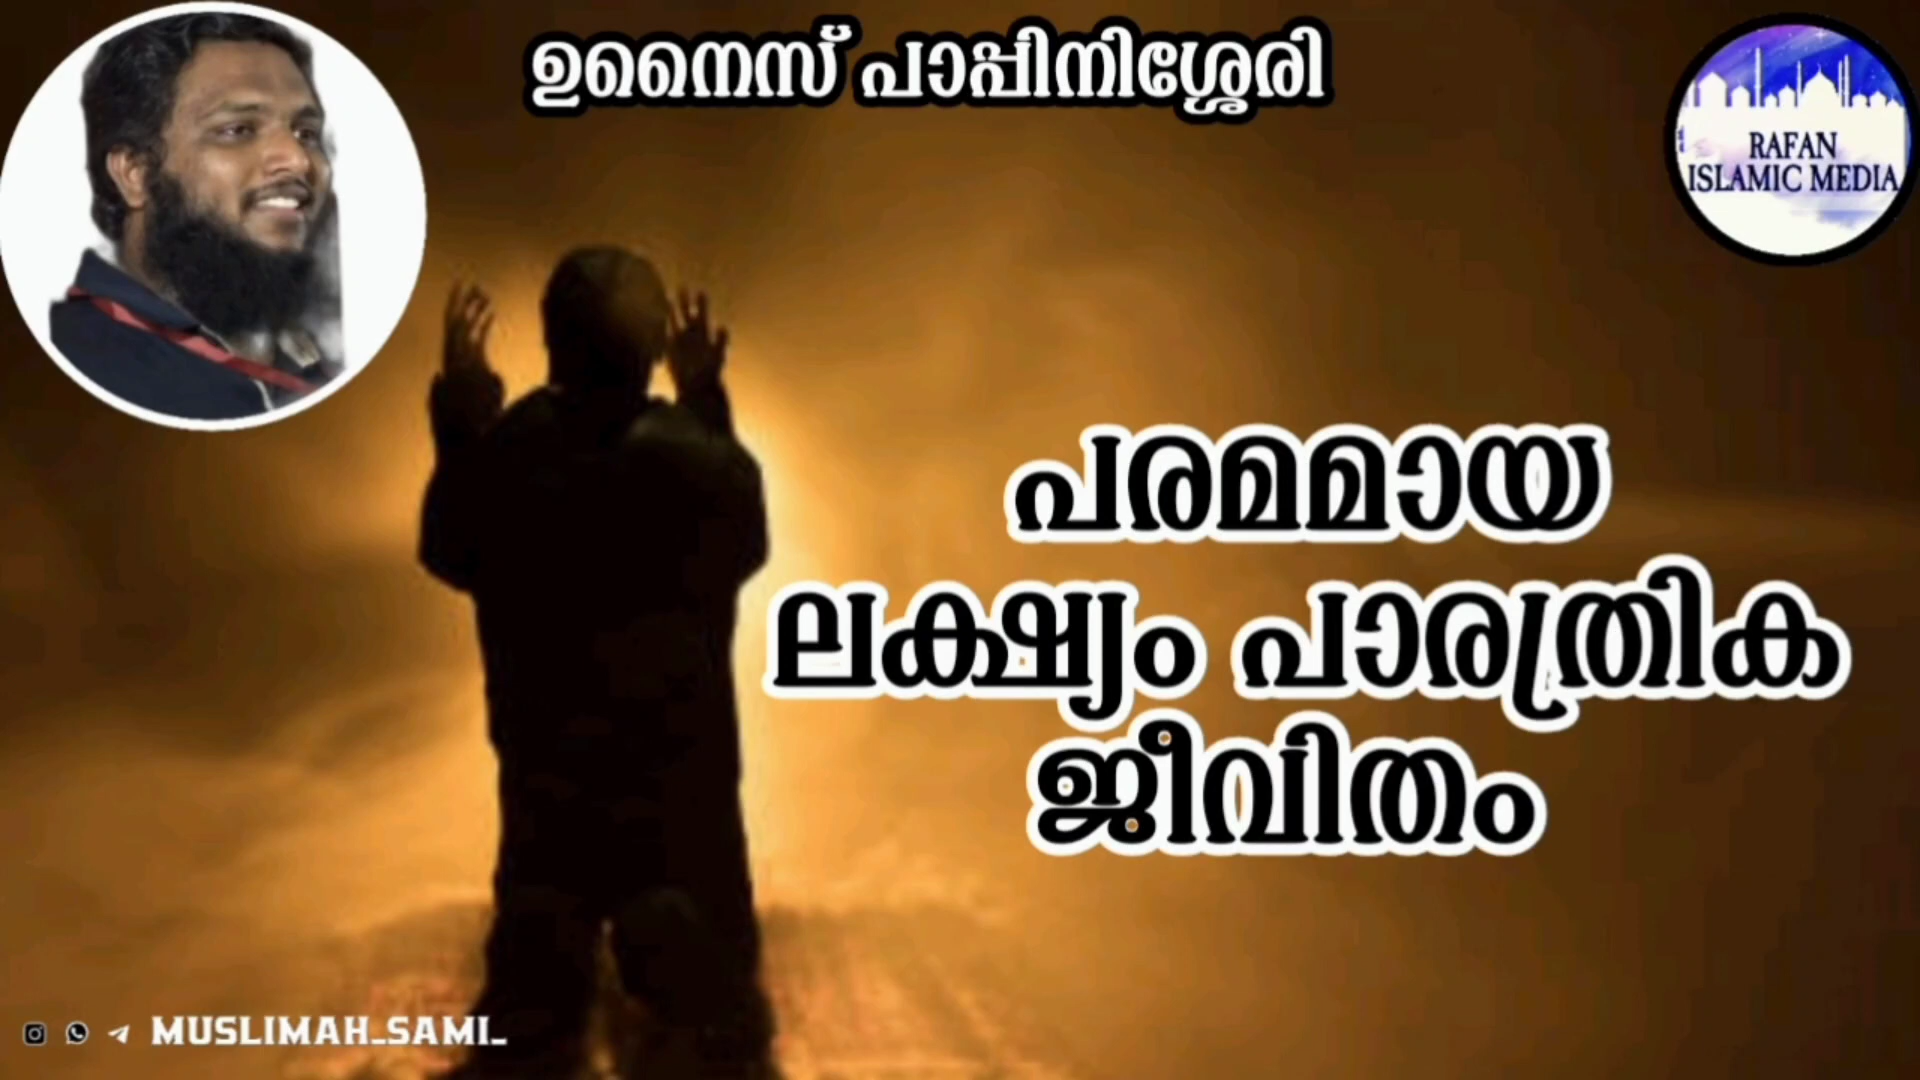 ഉനൈസ് പാപ്പിനിശ്ശേരി
RAFAN
ISLAMIC MEDIA
പരമമായ
ലക്ഷ്യം പാരത്രിക
ജീവിതം
MUSLIMAH_SAMI_